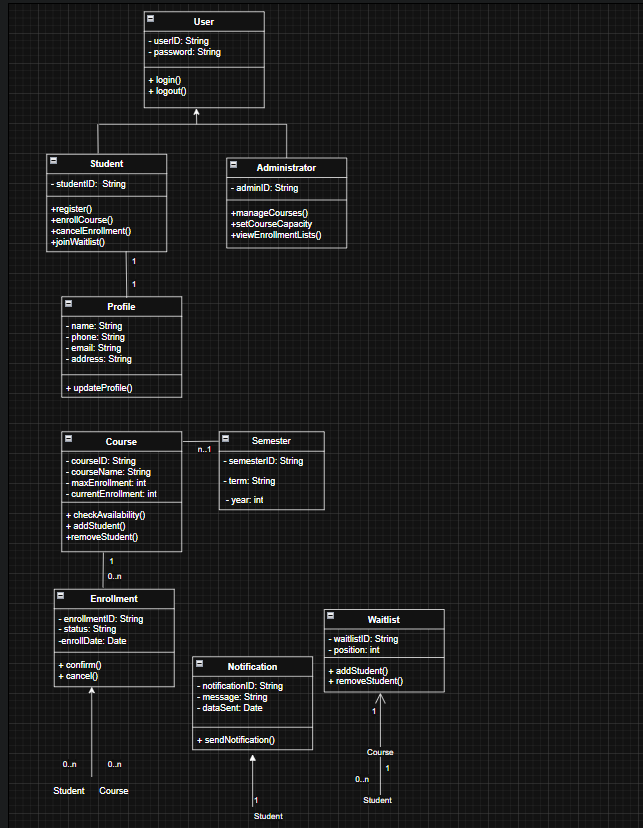 User
- userID: String
- password: String
+ login()
+ logout()
Student
- studentID:  String
+register()
+enrollCourse()
+cancelEnrollment()
+joinWaitlist()
Administrator
- adminID: String
+manageCourses()
+setCourseCapacity
+viewEnrollmentLists()
1
1
Profile
- name: String
- phone: String
- email: String
- address: String
+ updateProfile()
Course
- courseID: String
- courseName: String
- maxEnrollment: int
- currentEnrollment: int
+ checkAvailability()
+ addStudent()
+removeStudent()
n..1
Semester
- semesterID: String
- term: String
- year: int
1
0..n
Enrollment
- enrollmentID: String
- status: String
-enrollDate: Date
+ confirm()
+ cancel()
0..n
0..n
Student
Course
Notification
- notificationID: String
- message: String
- dataSent: Date
+ sendNotification()
1
Student
Waitlist
- waitlistID: String
- position: int
+ addStudent()
+ removeStudent()
1
Course
1
0..n
Student